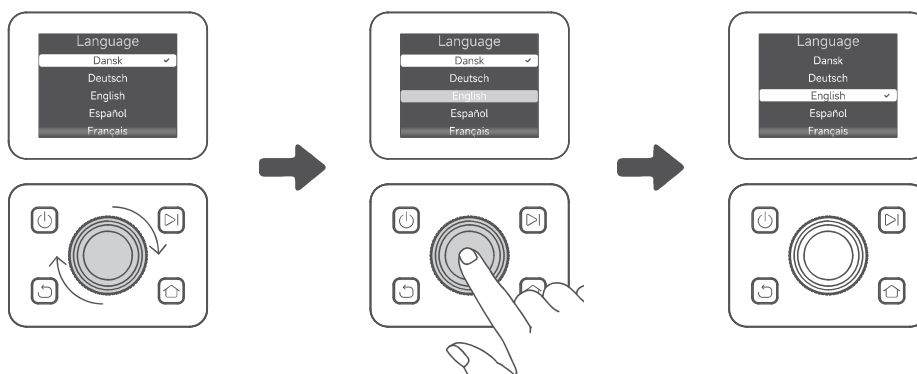 Language
Dansk
Deutsch
English
Español
Français
Language
Dansk
Deutsch
English
Español
Français
Language
Dansk
Deutsch
English
Español
Français